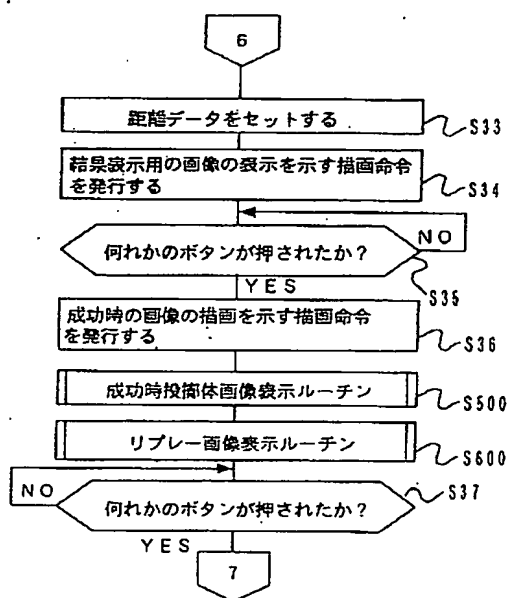 6
距離データをセットする
S33
結果表示用の画像の表示を示す描画命令
を発行する
S34
何れかのボタンが押されたか？
NO
S35
YES
成功時の画像の描画を示す描画命令
を発行する
S36
成功時投擲体画像表示ルーチン
S500
リプレー画像表示ルーチン
S600
NO
何れかのボタンが押されたか？
S37
YES
7